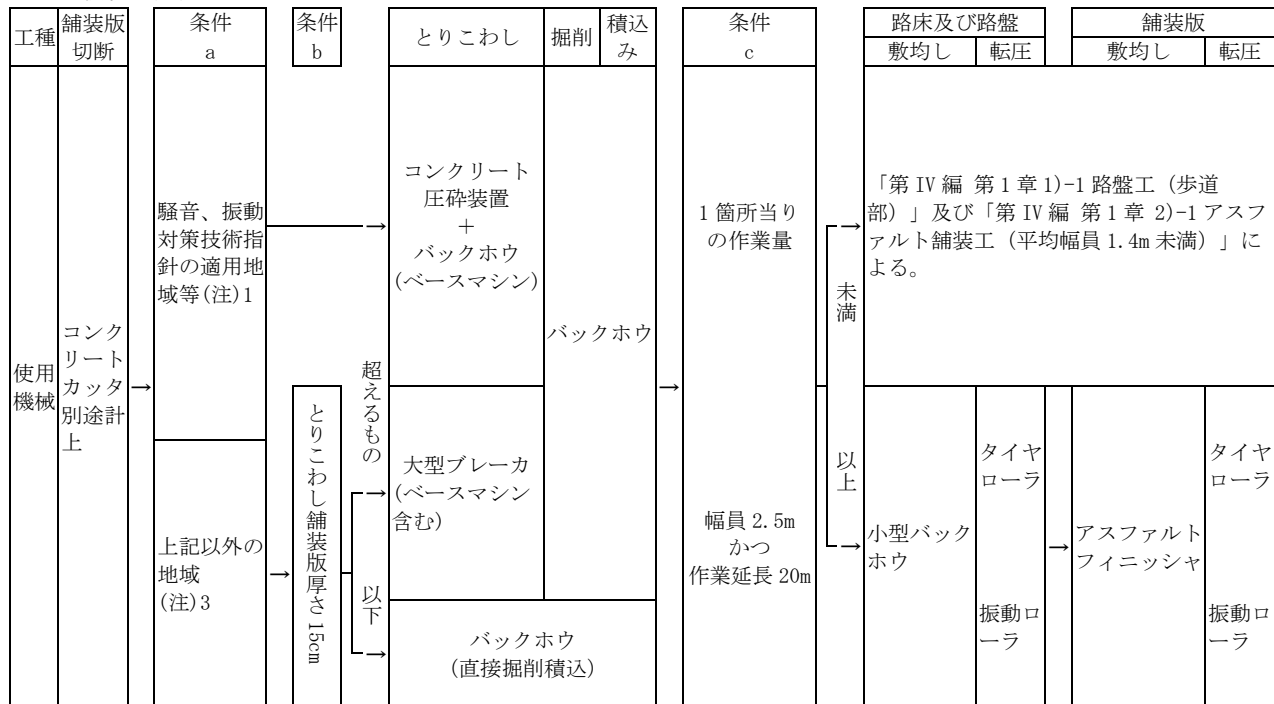 工種
舗装版
切断
条件
a
条件
b
とりこわし
掘削
積込
み
条件
c
路床及び路盤
敷均し
転圧
舗装版
敷均し
転圧
使用
機械
コンク
リート
カッタ
別途計
上
→
騒音、振動
対策技術指
針の適用地
域等(注)1
→
上記以外の
地域
(注)3
→
とりこわし舗装版厚さ15cm
超えるもの
→
以下
→
コンクリート
圧砕装置
＋
バックホウ
(ベースマシン)
大型ブレーカ
(ベースマシン
含む)
バックホウ
バックホウ
(直接掘削積込)
→
1箇所当り
の作業量
幅員2.5m
かつ
作業延長20m
→
未満
以上
→
「第IV編 第1章1)-1路盤工（歩道
部）」及び「第IV編 第1章 2)-1アスフ
ァルト舗装工（平均幅員1.4m未満）」に
よる。
小型バック
ホウ
タイヤ
ローラ
振動ロ
ーラ
→
アスファルト
フィニッシャ
タイヤ
ローラ
振動ロ
ーラ